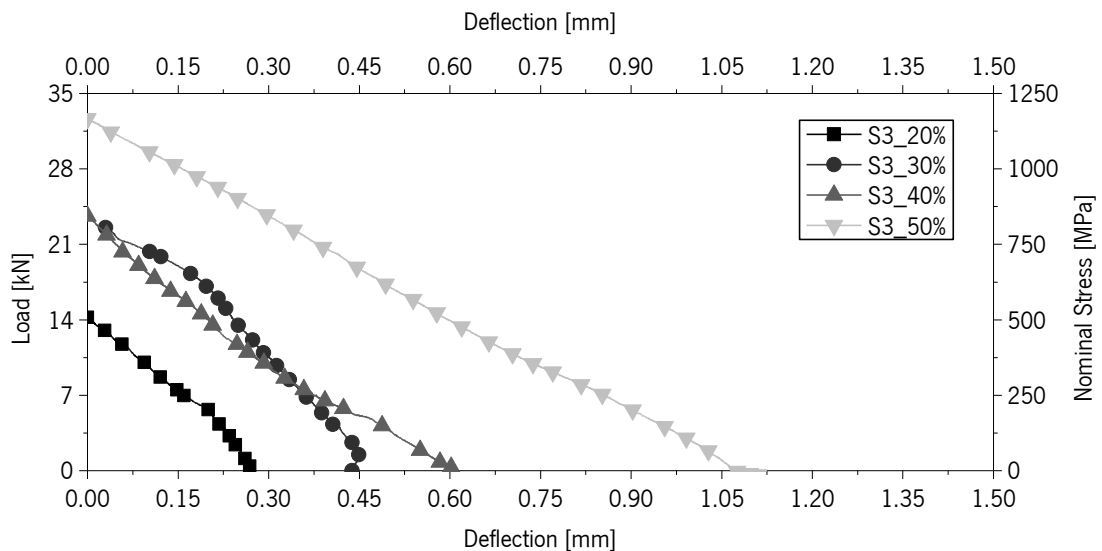 Deflection [mm]
0.00 0.15 0.30 0.45 0.60 0.75 0.90 1.05 1.20 1.35 1.50
35 1250
S3_20%
S3_30%
28 1000
S3_40%
S3_50%
21 750
Load [kN]
Nominal Stress [MPa]
14 500
7 250
0 0
0.00 0.15 0.30 0.45 0.60 0.75 0.90 1.05 1.20 1.35 1.50
Deflection [mm]